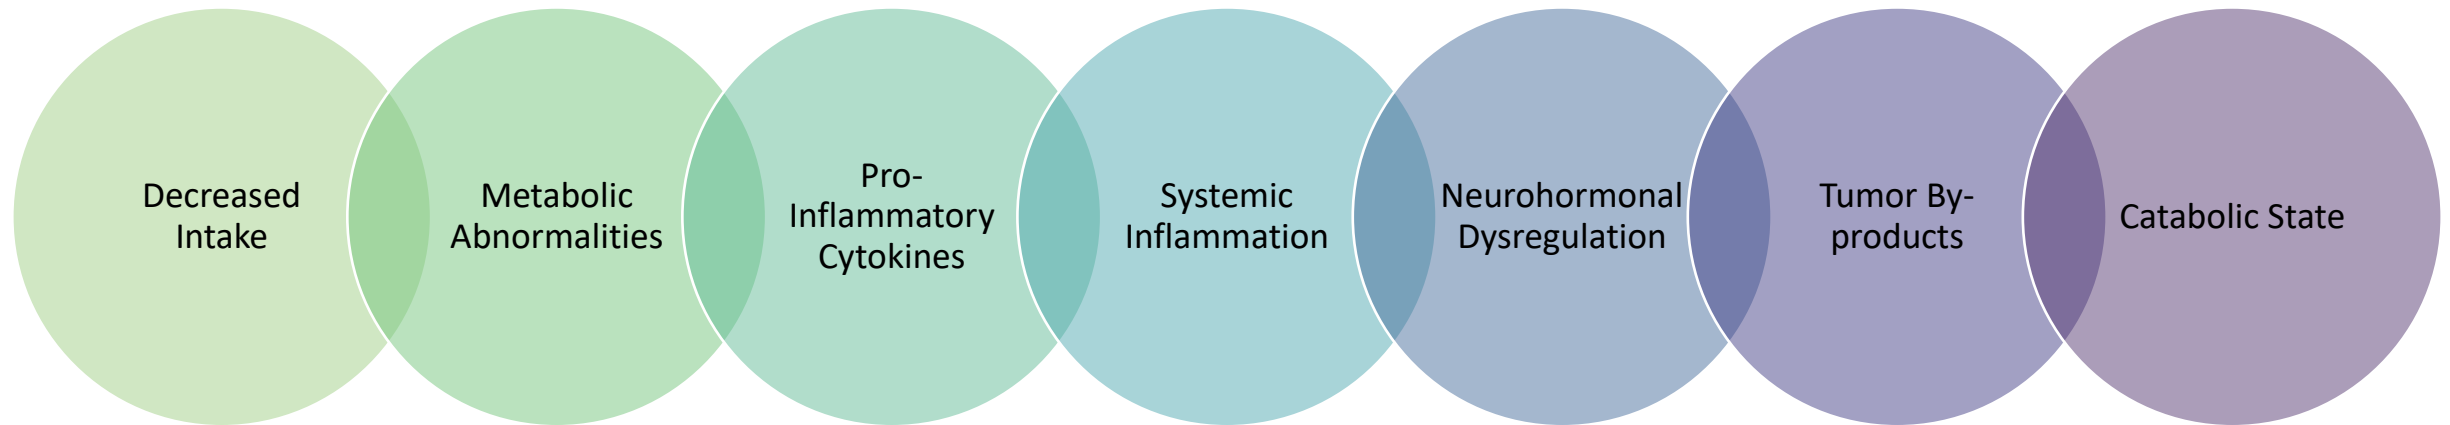 Decreased
Intake
Metabolic
Abnormalities
Pro-
Inflammatory
Cytokines
Systemic
Inflammation
Neurohormonal
Dysregulation
Tumor By-
products
Catabolic State